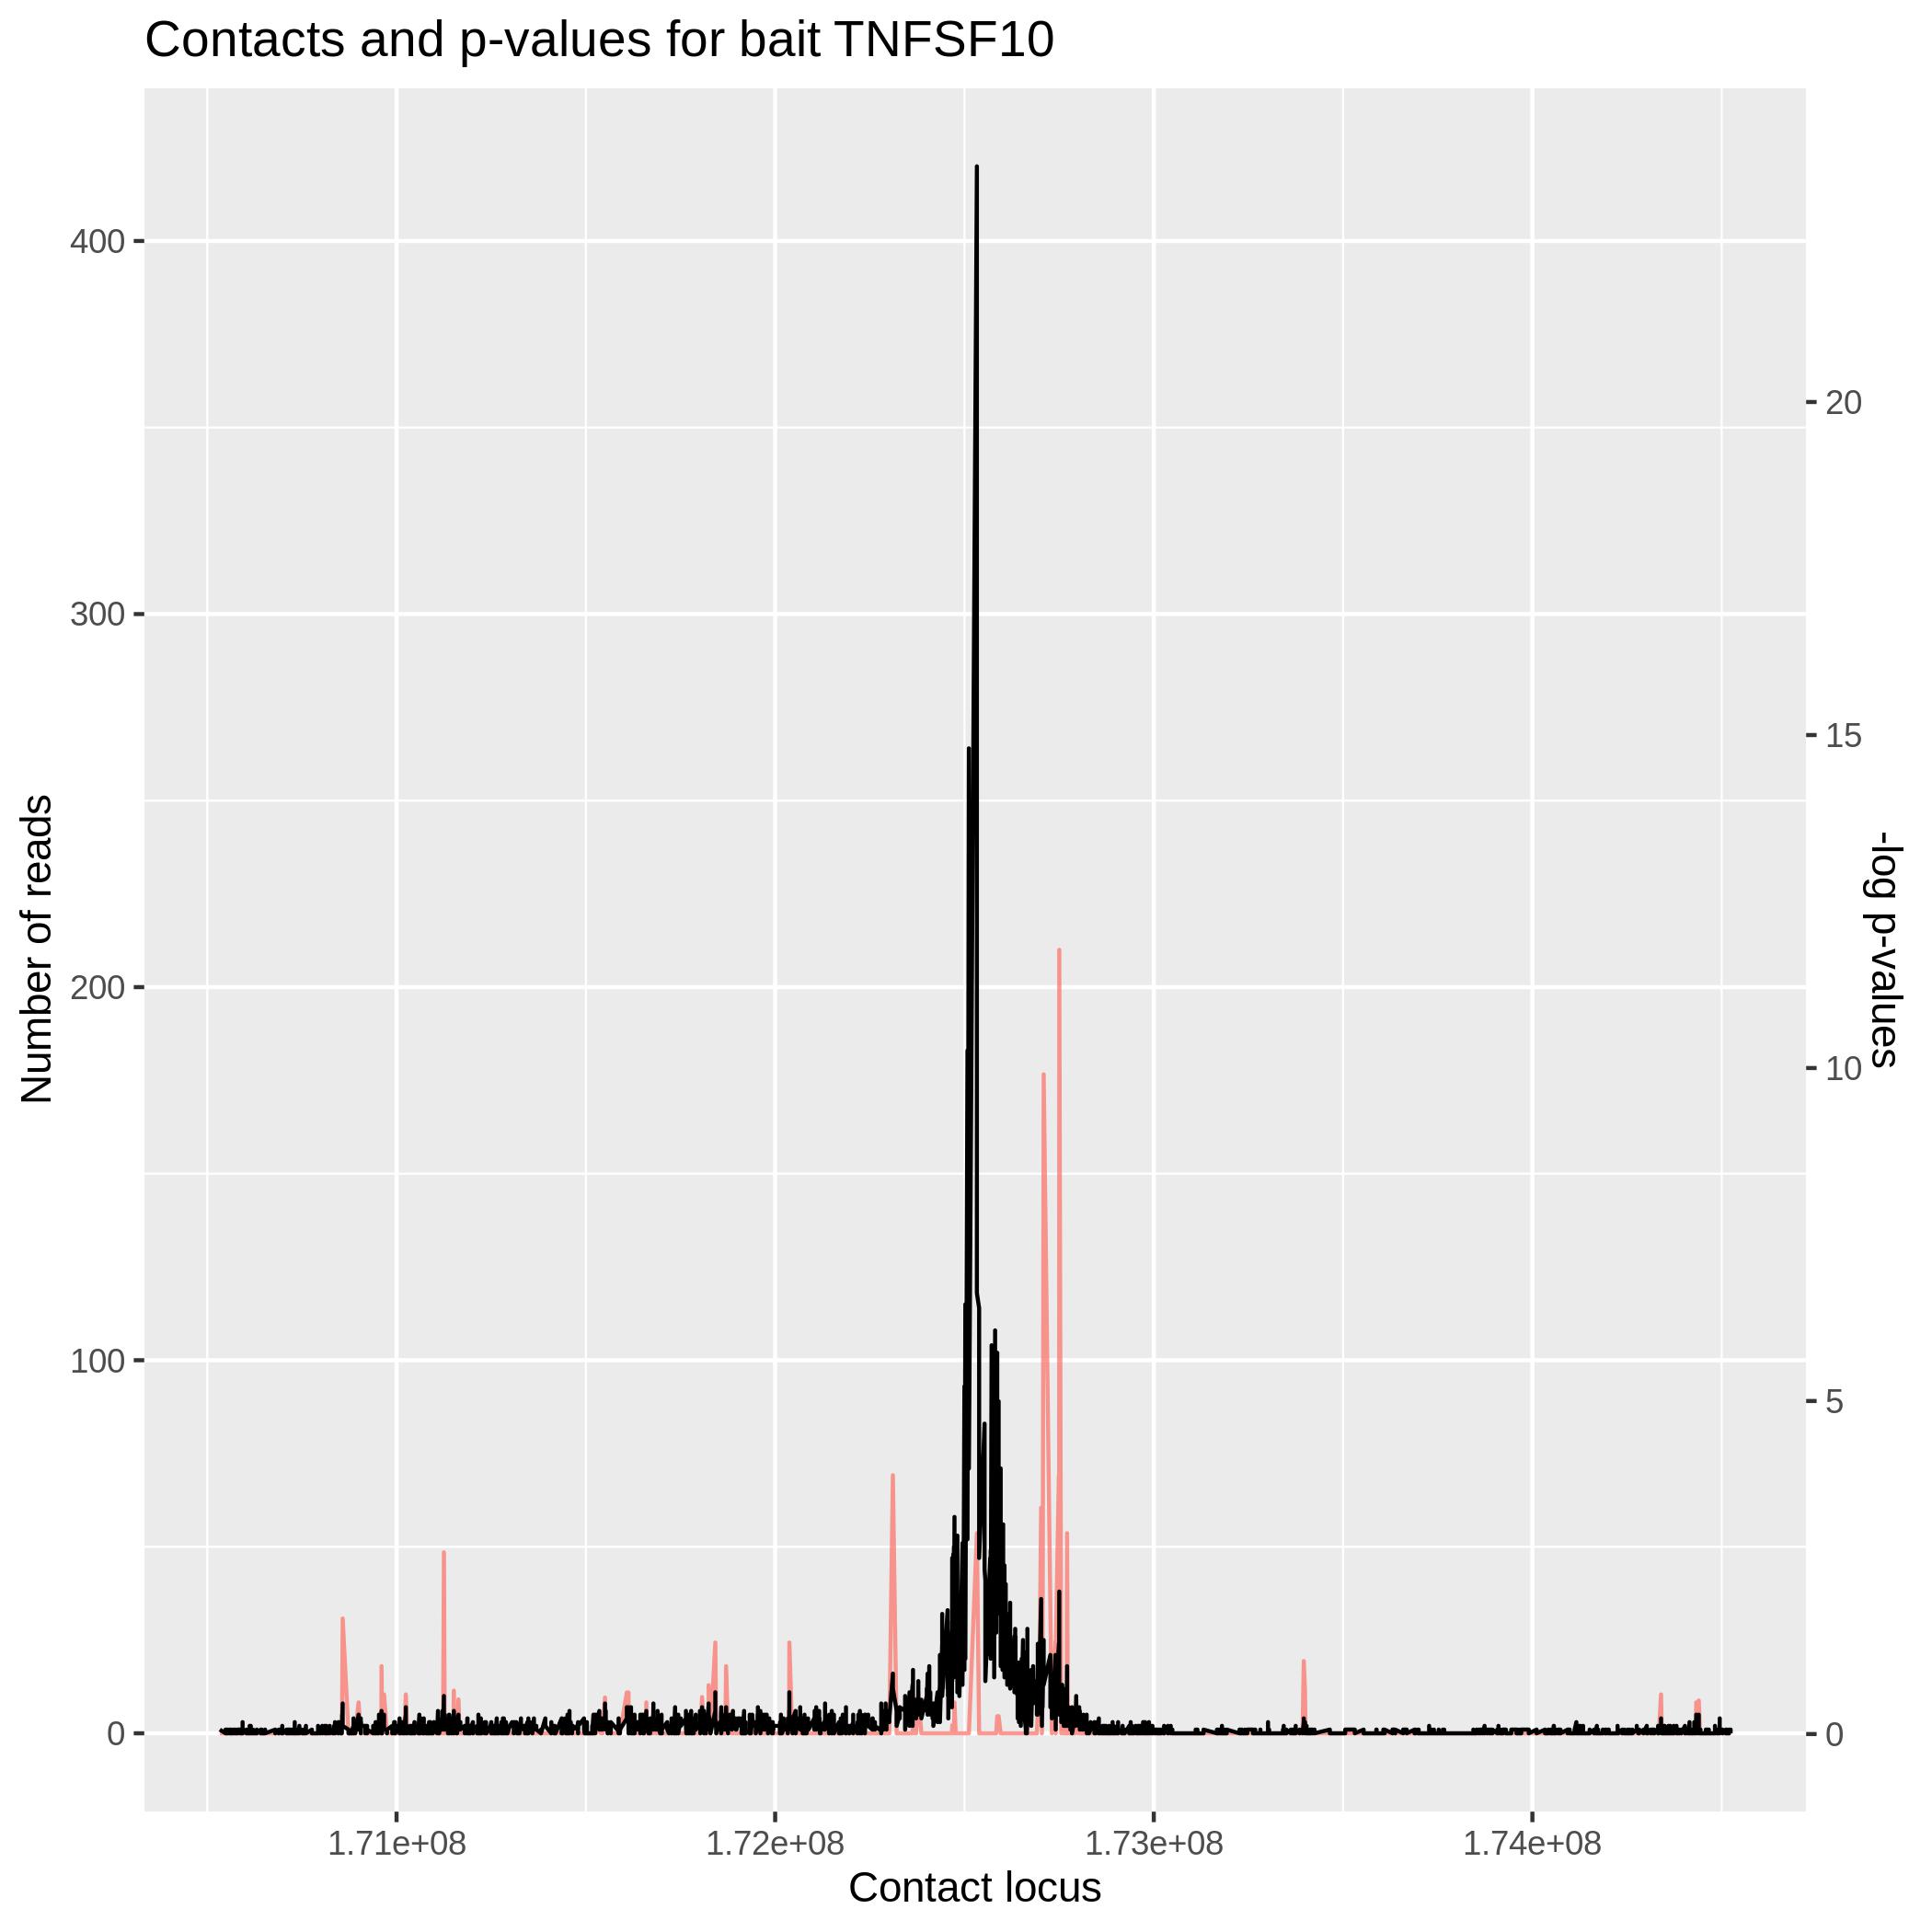 Contacts and p-values for bait TNFSF10
Number of reads
400
300
200
100
0
20
15
10
5
0
-log p-values
1.71e+08
1.72e+08
1.73e+08
1.74e+08
Contact locus